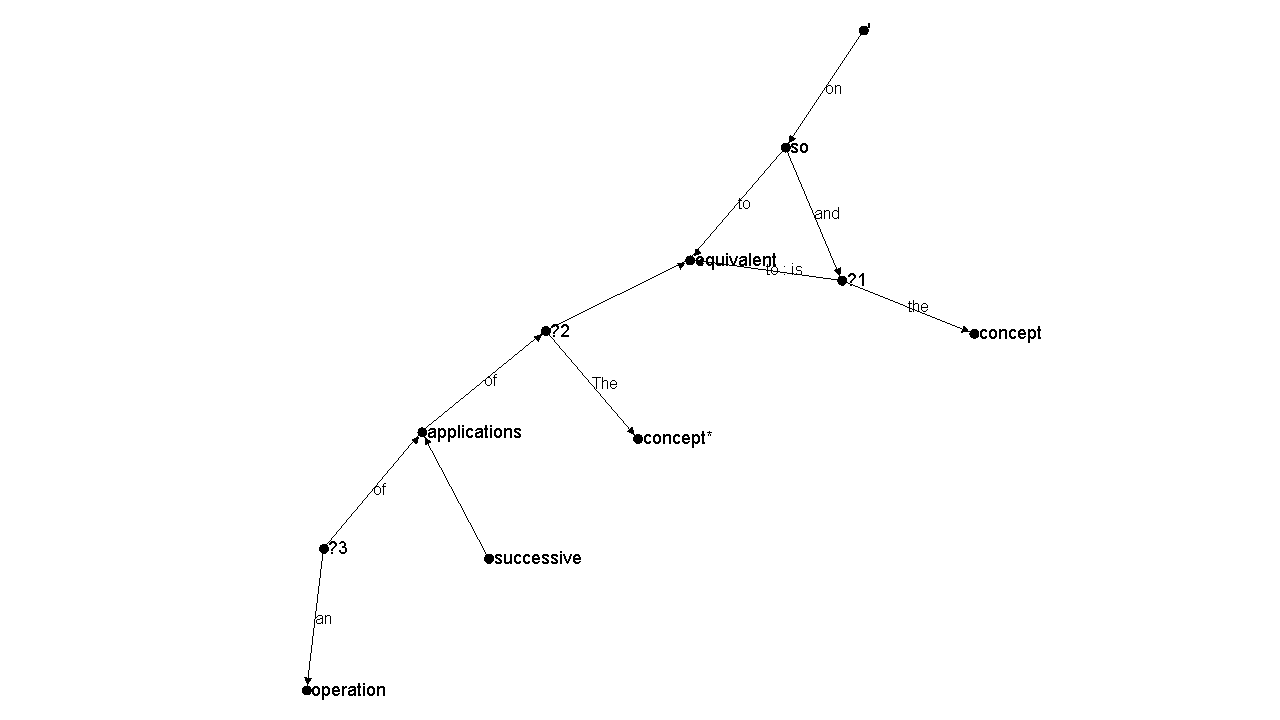 '
on
so
to
and
equivalent
to : is
?1
the
concept
?2
of
The
applications
concept*
of
?3
successive
an
operation